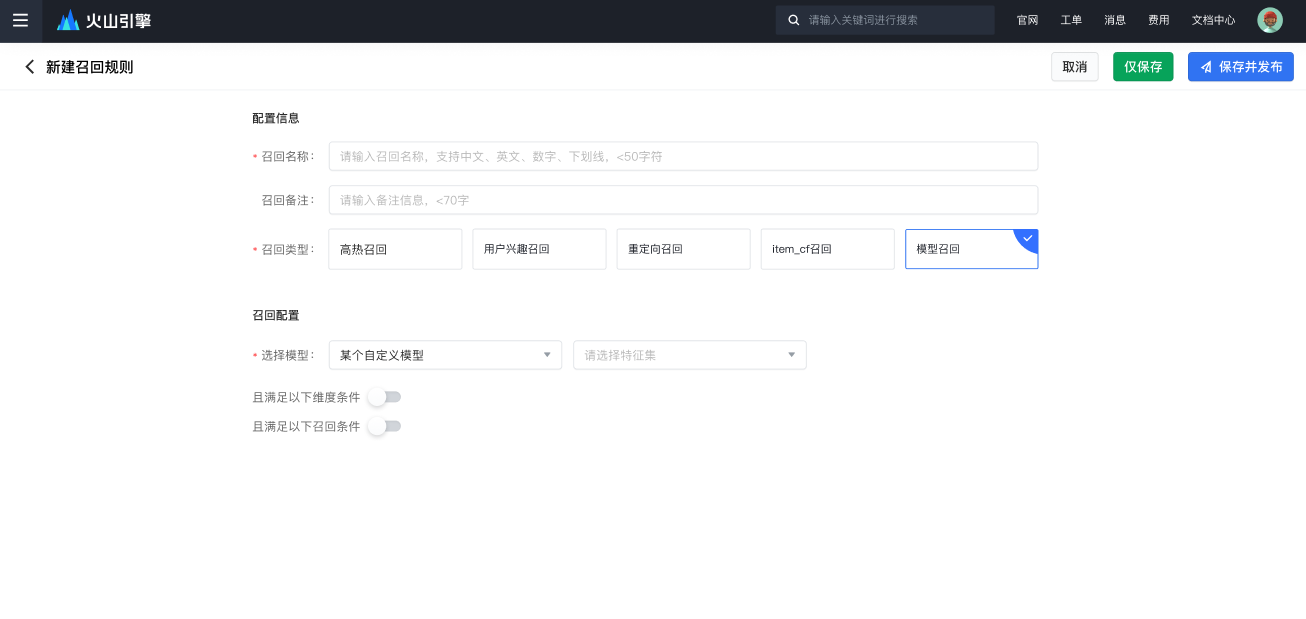 火山引擎
请输入关键词进行搜索
官网 工单 消息 费用 文档中心
新建召回规则
取消 仅保存 保存并发布
配置信息
* 召回名称: 请输入召回名称，支持中文、英文、数字、下划线，<50字符
召回备注: 请输入备注信息，<70字
* 召回类型: 高热召回 用户兴趣召回 重定向召回 item_cf召回 模型召回
召回配置
* 选择模型: 某个自定义模型 请选择特征集
且满足以下维度条件
且满足以下召回条件